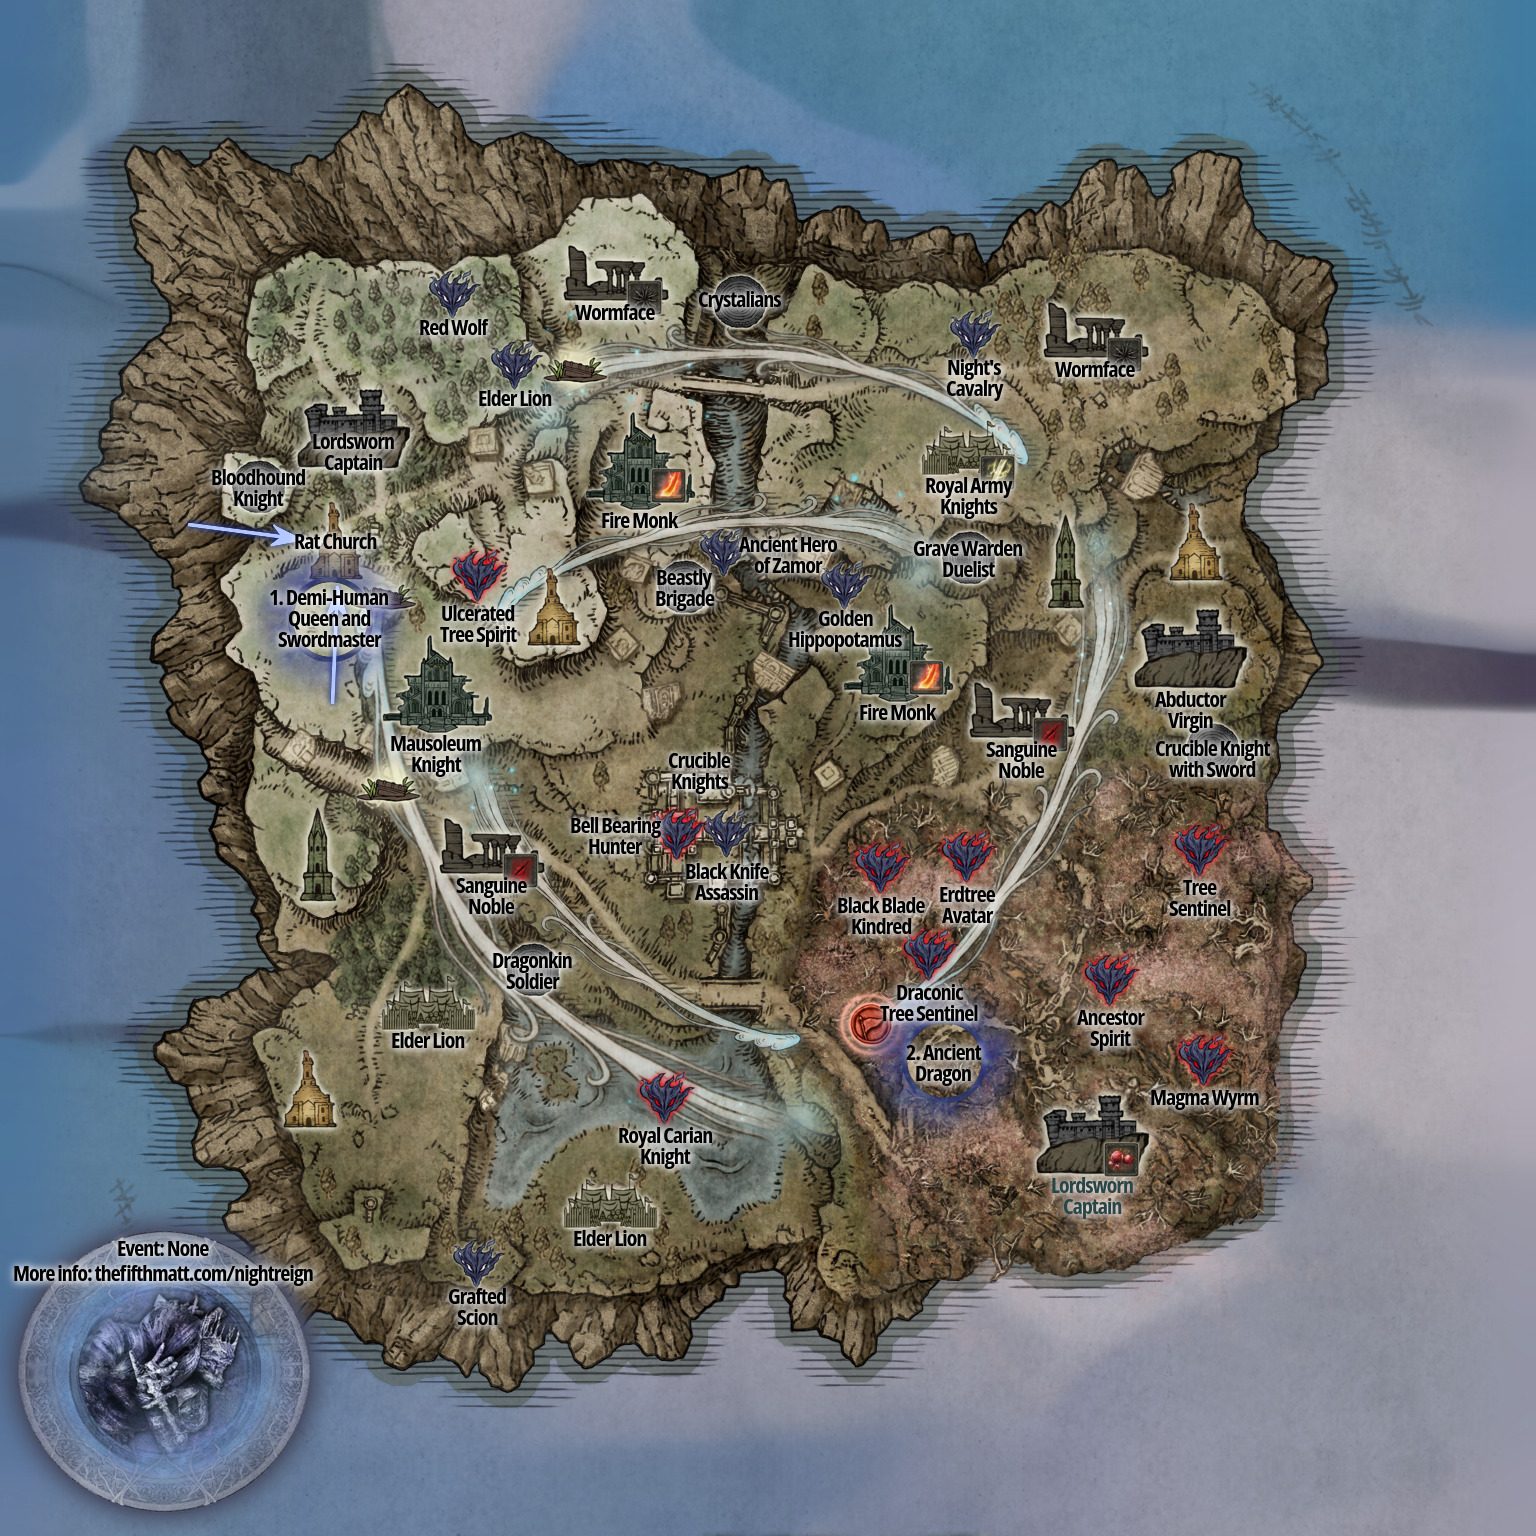 Red Wolf
Wormface
Crystalians
Elder Lion
Night's
Cavalry
Wormface
Lordsworn
Captain
Bloodhound
Knight
Fire Monk
Royal Army
Knights
Rat Church
Ancient Hero
of Zamor
Grave Warden
Duelist
Beastly
Brigade
1. Demi-Human
Queen and
Swordmaster
Ulcerated
Tree Spirit
Golden
Hippopotamus
Fire Monk
Abductor
Virgin
Mausoleum
Knight
Sanguine
Noble
Crucible Knight
with Sword
Crucible
Knights
Bell Bearing
Hunter
Black Knife
Assassin
Sanguine
Noble
Black Blade
Kindred
Erdtree
Avatar
Tree
Sentinel
Dragonkin
Soldier
Draconic
Tree Sentinel
Ancestor
Spirit
Elder Lion
2. Ancient
Dragon
Magma Wyrm
Royal Carian
Knight
Lordsworn
Captain
Elder Lion
Grafted
Scion
Event: None
More info: thefifthmatt.com/nightreign